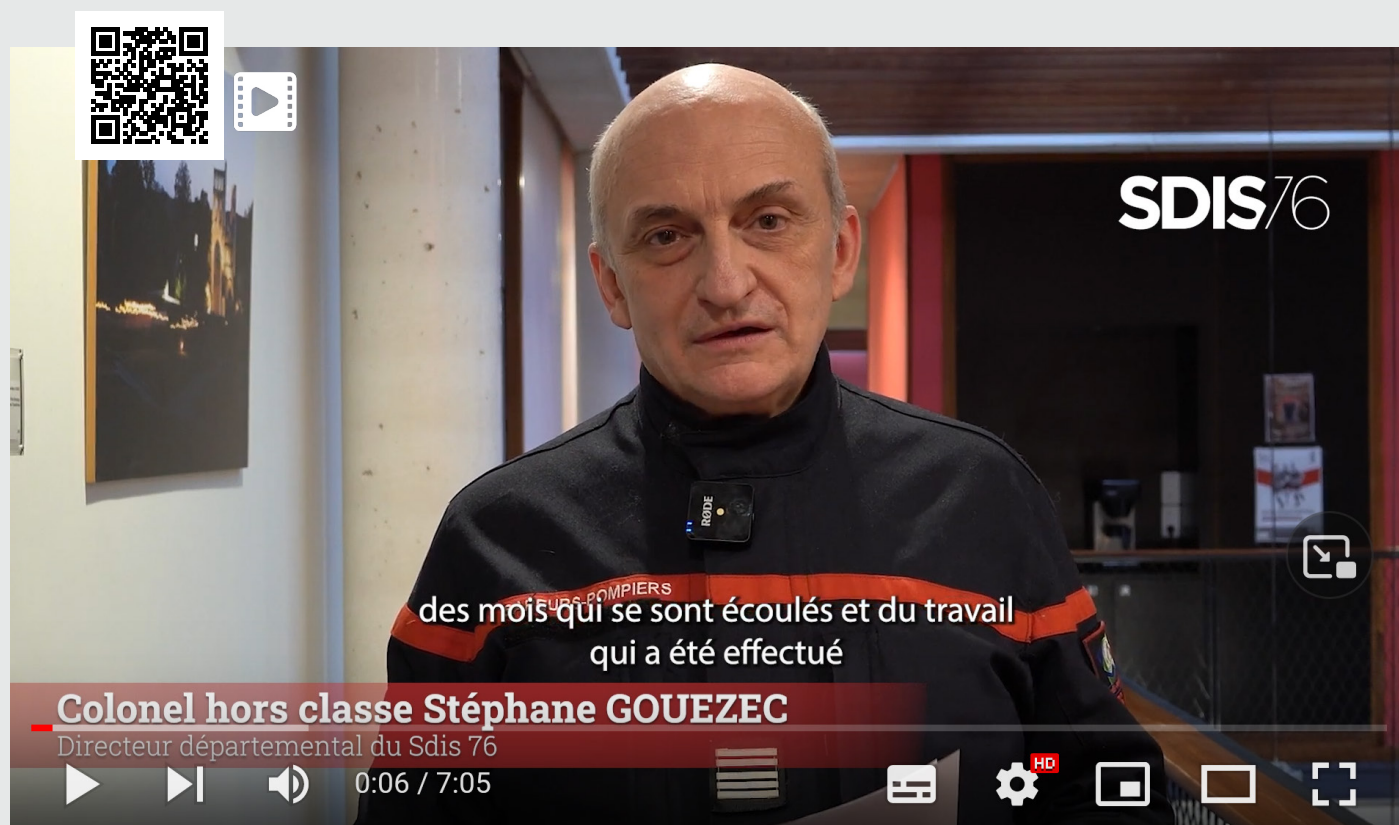 SDIS76
RØDE
POMPIERS
des mois qui se sont écoulés et du travail
qui a été effectué
Colonel hors classe Stéphane GOUEZEC
Directeur départemental du Sdis 76
0:06 / 7:05
HD